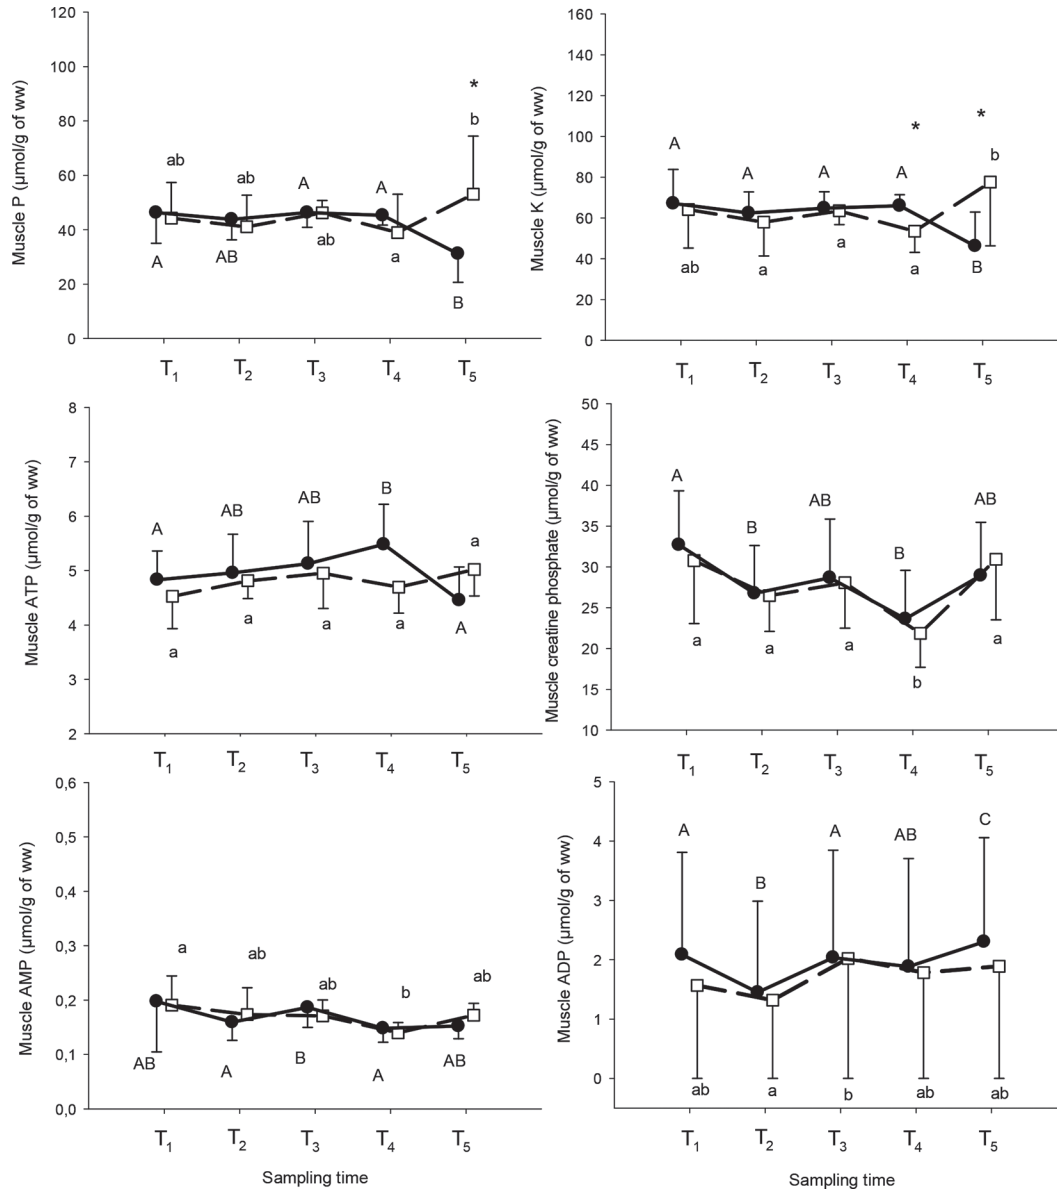 Muscle P (µmol/g of ww)
120
100
80
60
40
20
0
ab
ab
A
A
*
b
A
AB
ab
a
B
T1
T2
T3
T4
T5
Muscle K (µmol/g of ww)
160
140
120
100
80
60
40
20
0
A
A
A
A
*
*
b
ab
a
a
a
B
T1
T2
T3
T4
T5
Muscle ATP (µmol/g of ww)
8
7
6
5
4
3
2
A
AB
AB
B
a
a
a
a
a
A
T1
T2
T3
T4
T5
Muscle creatine phosphate (µmol/g of ww)
50
45
40
35
30
25
20
15
10
A
B
AB
B
AB
a
a
a
b
a
T1
T2
T3
T4
T5
Muscle AMP (µmol/g of ww)
0,6
0,5
0,4
0,3
0,2
0,1
0,0
a
ab
ab
b
ab
AB
A
B
A
AB
T1
T2
T3
T4
T5
Sampling time
Muscle ADP (µmol/g of ww)
5
4
3
2
1
0
A
B
A
AB
C
ab
a
b
ab
ab
T1
T2
T3
T4
T5
Sampling time